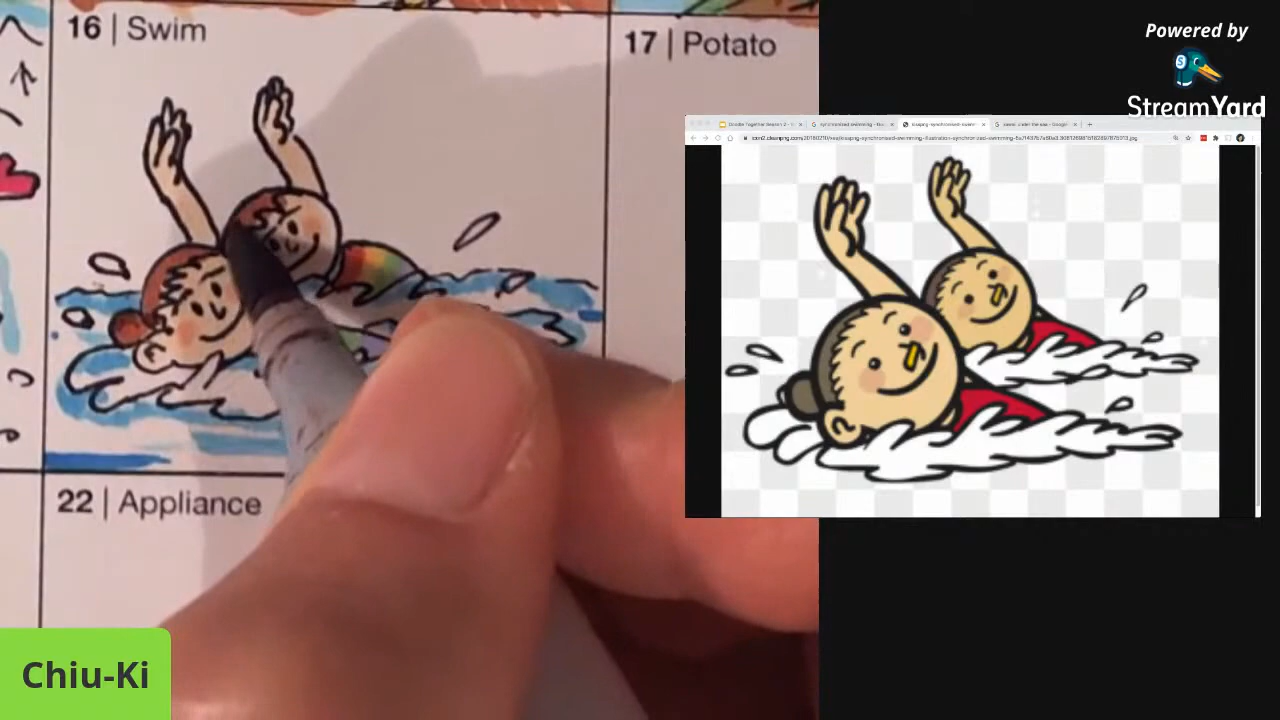 16 | Swim
17 | Potato
22 | Appliance
Chiu-Ki
Powered by
StreamYard